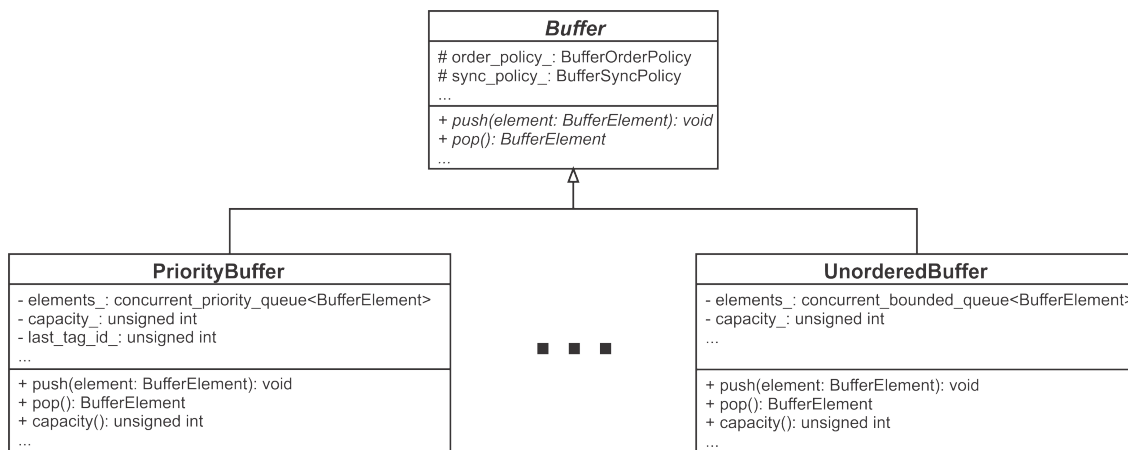 Buffer
# order_policy_: BufferOrderPolicy
# sync_policy_: BufferSyncPolicy
...
+ push(element: BufferElement): void
+ pop(): BufferElement
...
PriorityBuffer
- elements_: concurrent_priority_queue<BufferElement>
- capacity_: unsigned int
- last_tag_id_: unsigned int
...
+ push(element: BufferElement): void
+ pop(): BufferElement
+ capacity(): unsigned int
...
UnorderedBuffer
- elements_: concurrent_bounded_queue<BufferElement>
- capacity_: unsigned int
...
+ push(element: BufferElement): void
+ pop(): BufferElement
+ capacity(): unsigned int
...